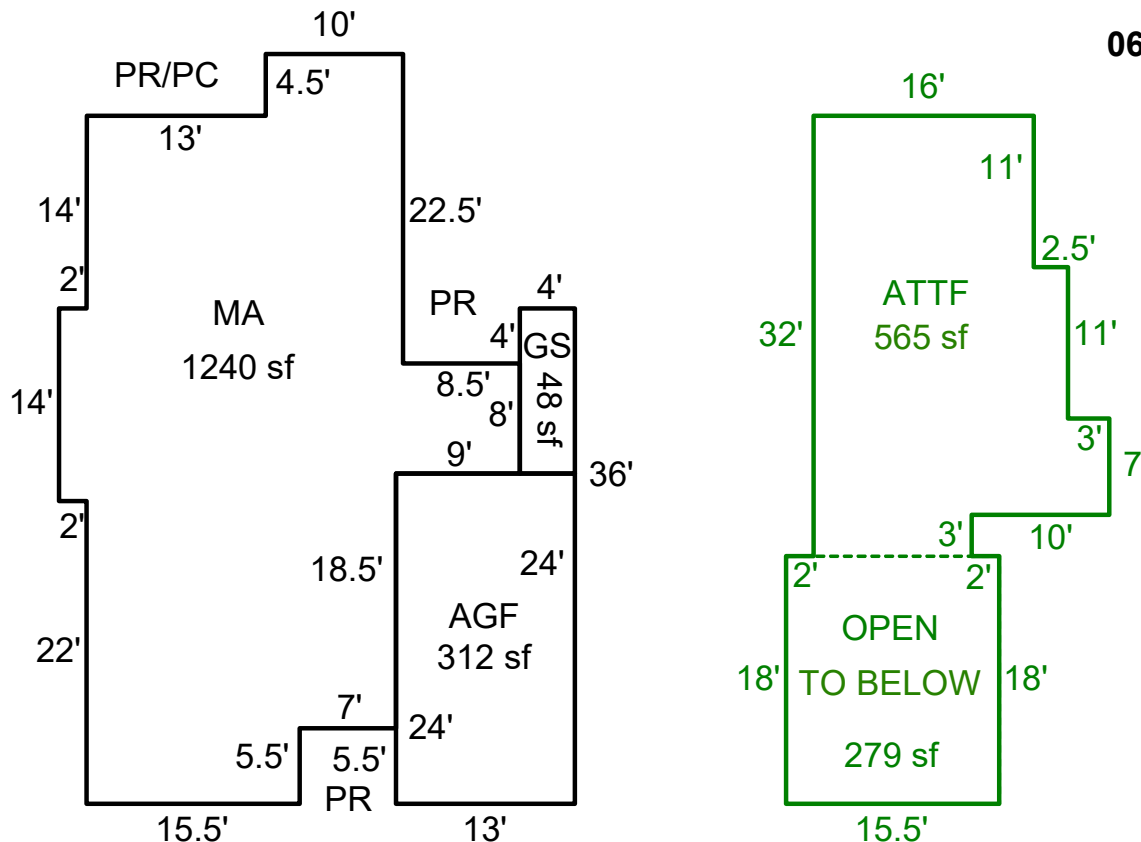 10'
06
PR/PC
4.5'
16'
13'
11'
14'
22.5'
2.5'
2'
4'
PR
MA
1240 sf
4'
GS
48 sf
ATTF
565 sf
32'
11'
8.5'
8'
14'
3'
9'
36'
7
2'
3'
10'
18.5'
24'
2'
2'
AGF
312 sf
OPEN
TO BELOW
22'
18'
18'
7'
24'
5.5'
5.5'
279 sf
PR
15.5'
13'
15.5'